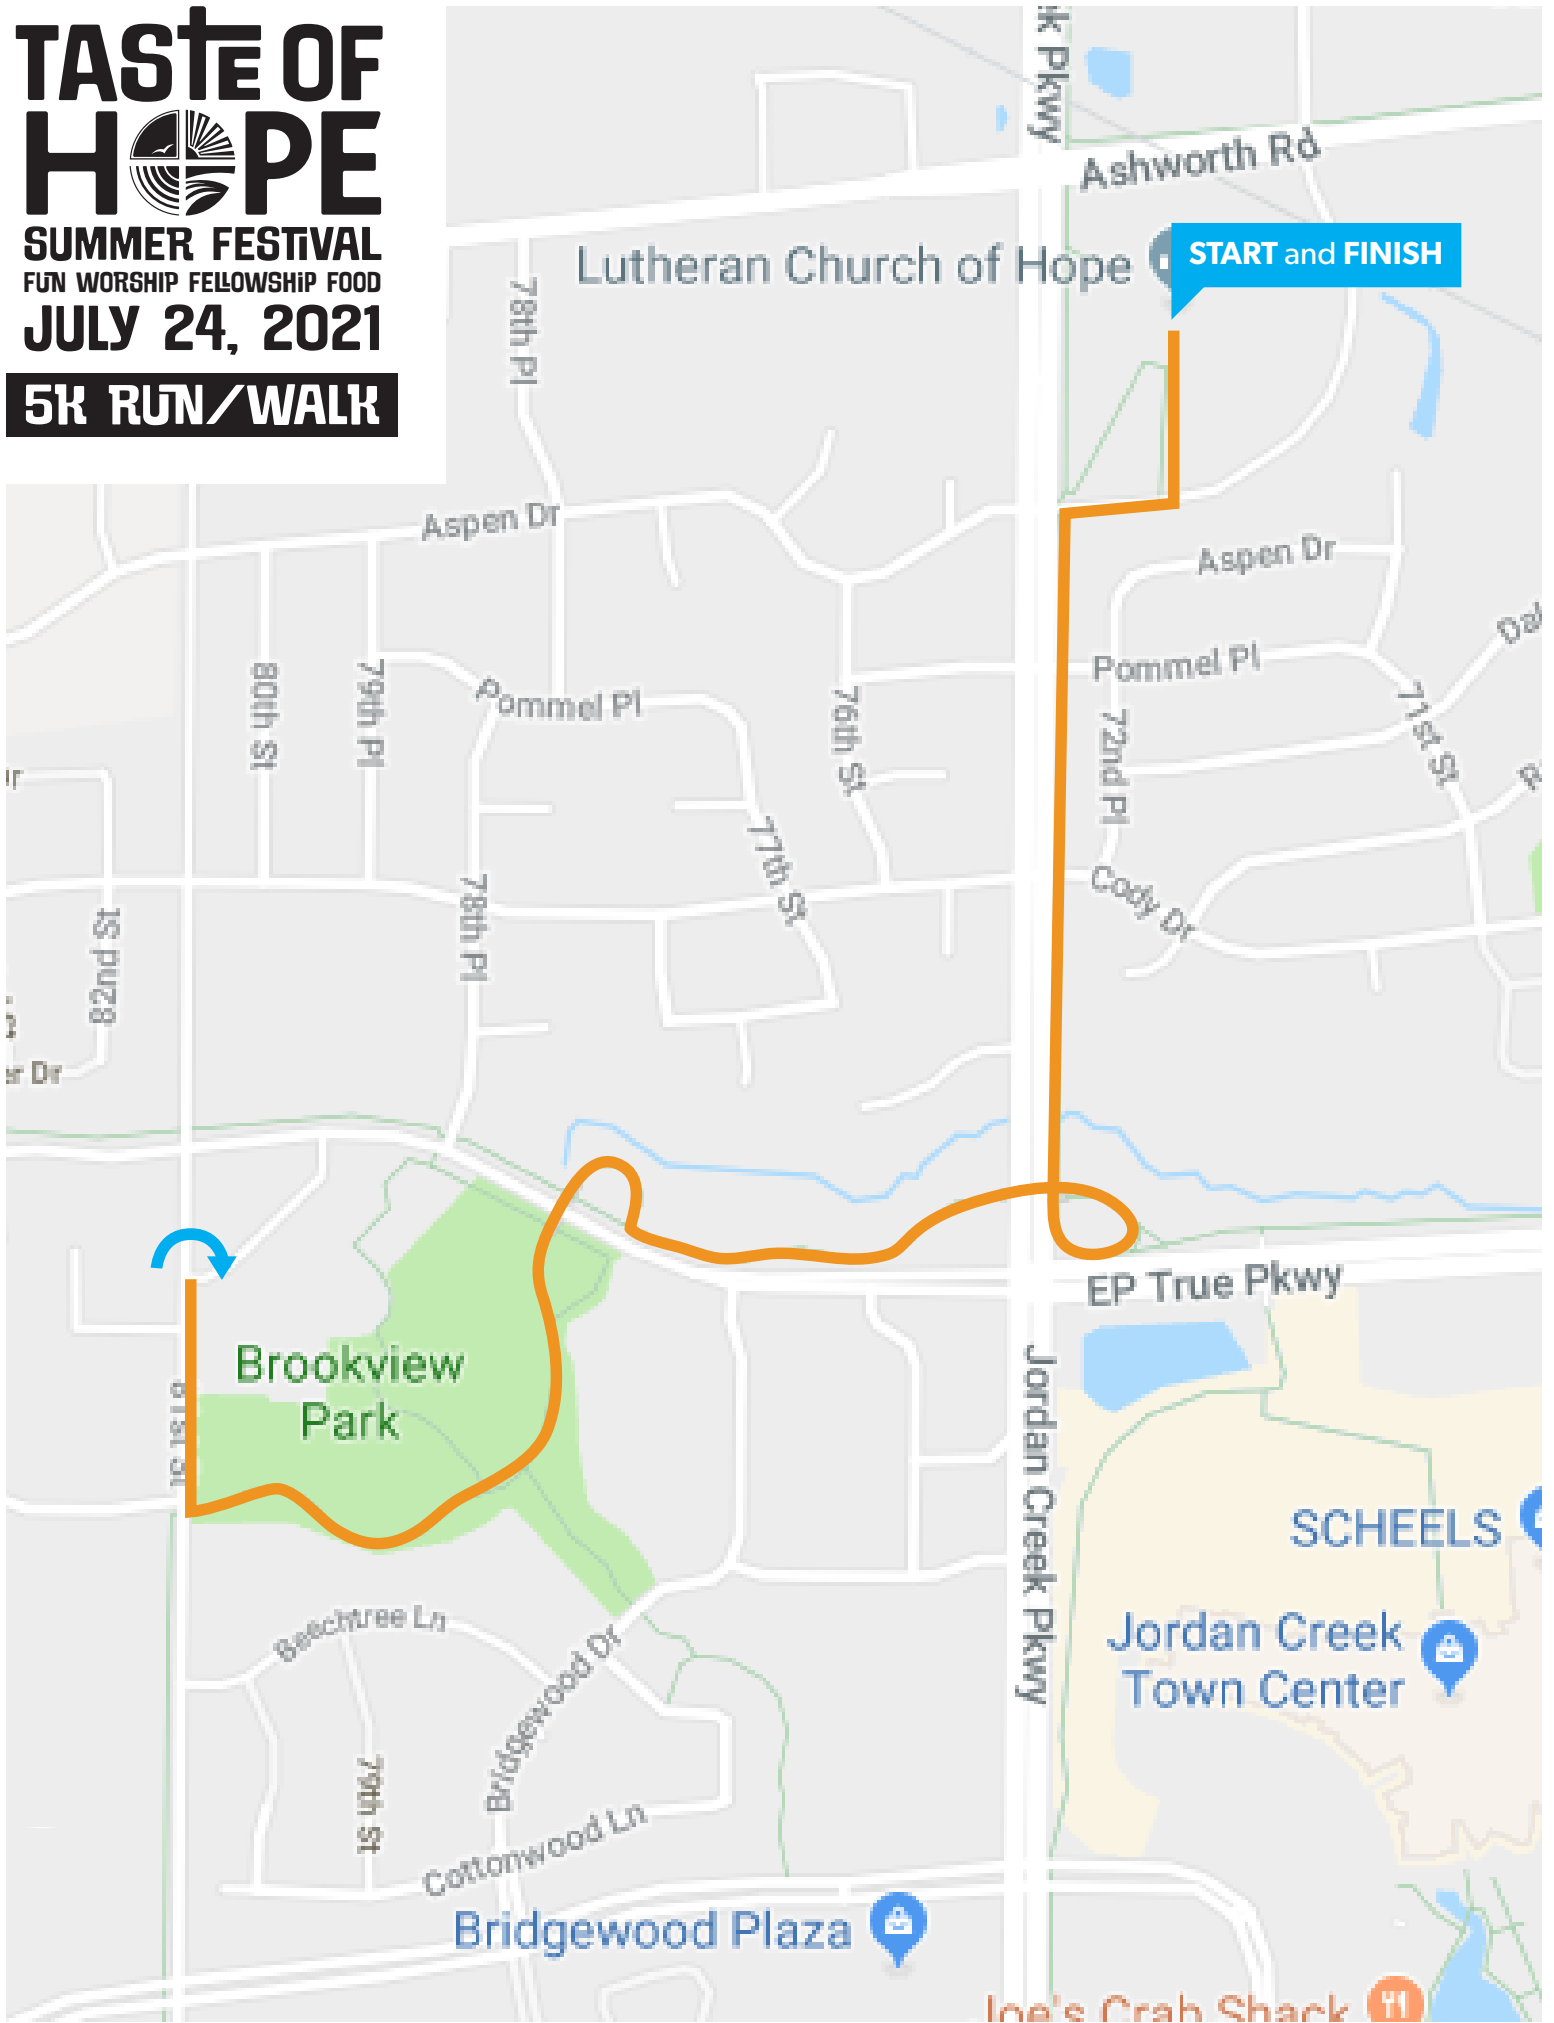 TASTE OF
HOPE
SUMMER FESTIVAL
FUN WORSHIP FELLOWSHIP FOOD
JULY 24, 2021
5K RUN/WALK
Pkwy
Ashworth Rd
Lutheran Church of Hope
START and FINISH
78th Pl
Aspen Dr
Aspen Dr
Pommel Pl
80th St
79th Pl
Pommel Pl
76th St
72nd Pl
71st St
77th St
Cody Dr
78th Pl
82nd St
Dr
EP True Pkwy
Brookview
Park
81st St
Jordan Creek Pkwy
SCHEELS
Beechtree Ln
Jordan Creek
Town Center
Bridgewood Dr
79th St
Cottonwood Ln
Bridgewood Plaza
Joe's Crab Shack